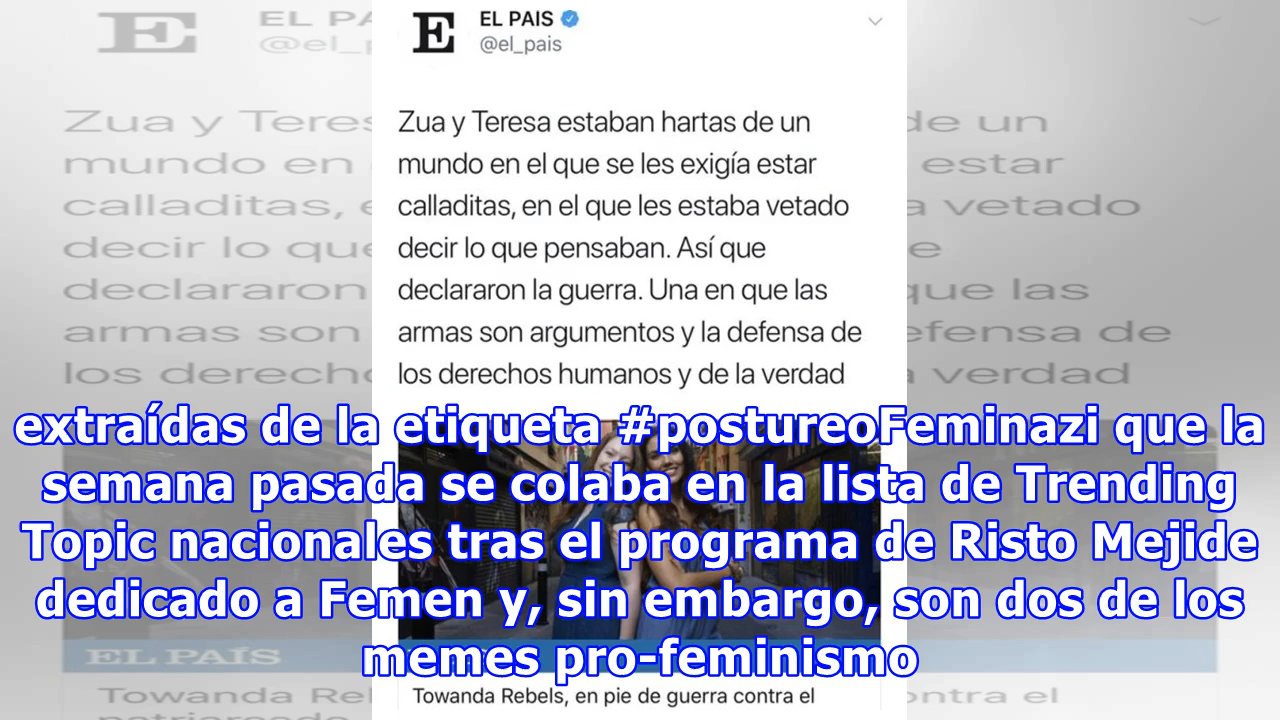 EL PAIS
@el_pais
Zua y Teresa estaban hartas de un
mundo en el que se les exigía estar
calladitas, en el que les estaba vetado
decir lo que pensaban. Así que
declararon la guerra. Una en que las
armas son argumentos y la defensa de
los derechos humanos y de la verdad
extraídas de la etiqueta #postureoFeminazi que la
semana pasada se colaba en la lista de Trending
Topic nacionales tras el programa de Risto Mejide
dedicado a Femen y, sin embargo, son dos de los
memes pro-feminismo
EL PAÍS
Towanda Rebels, en pie de guerra contra el